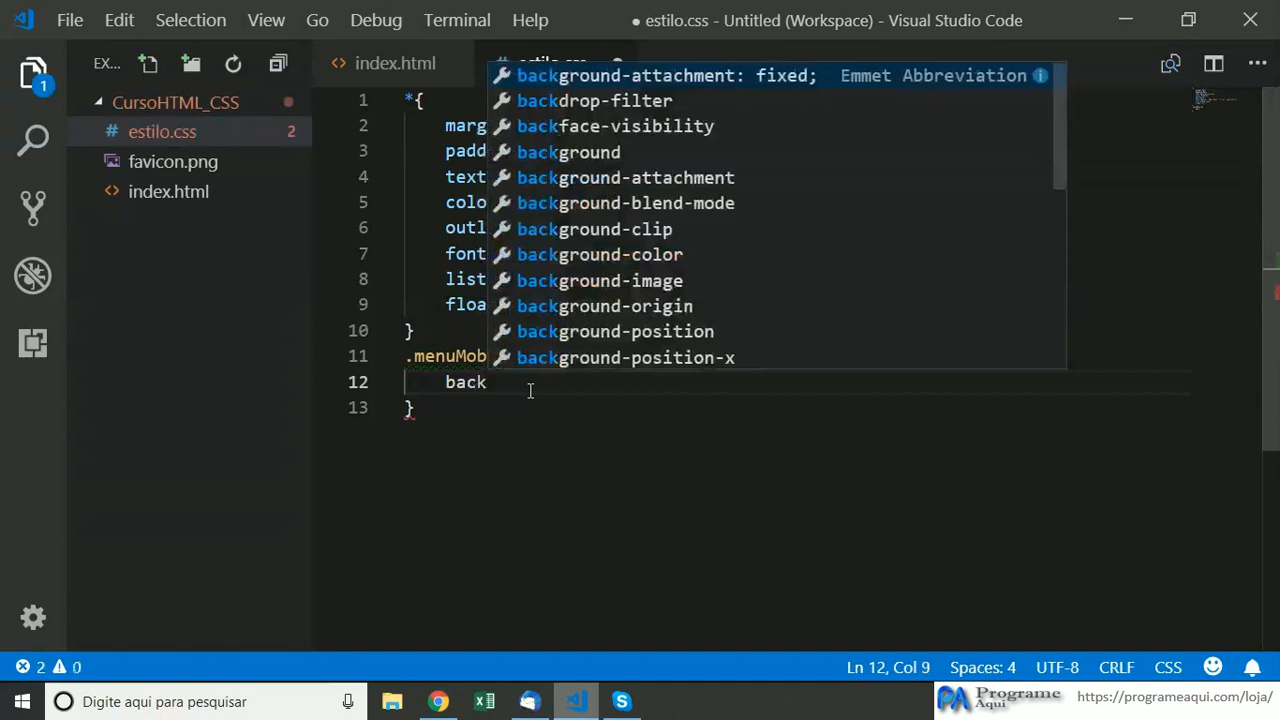 File Edit Selection View Go Debug Terminal Help ● estilo.css - Untitled (Workspace) - Visual Studio Code
EX... <> index.html
1
CursoHTML_CSS
# estilo.css 2
favicon.png
<> index.html
1 *{
2 marg
3 padd
4 text
5 colo
6 outl
7 font
8 list
9 floa
10 }
11 .menuMob
12 back
13 }
background-attachment: fixed; Emmet Abbreviation
backdrop-filter
backface-visibility
background
background-attachment
background-blend-mode
background-clip
background-color
background-image
background-origin
background-position
background-position-x
2 0 Ln 12, Col 9 Spaces: 4 UTF-8 CRLF CSS
Digite aqui para pesquisar
PA Programe Aqui https://programeaqui.com/loja/